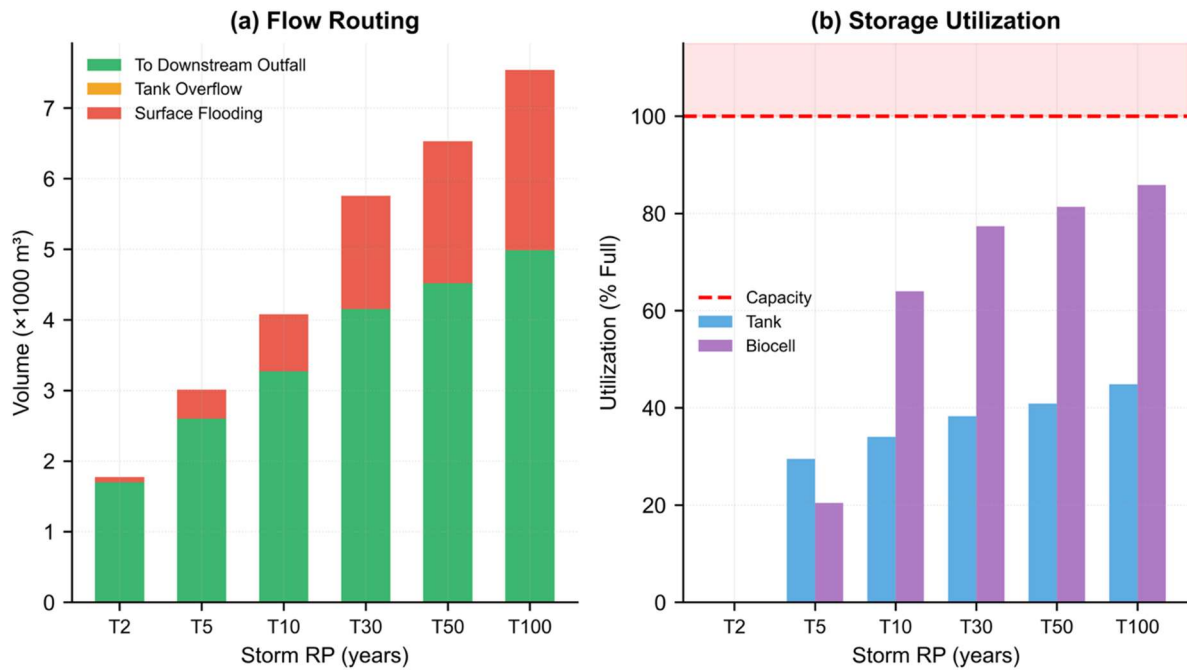 (a) Flow Routing
To Downstream Outfall
Tank Overflow
Surface Flooding
Volume (×1000 m³)
7
6
5
4
3
2
1
0
T2 T5 T10 T30 T50 T100
Storm RP (years)
(b) Storage Utilization
Utilization (% Full)
100
80
60
40
20
0
Capacity
Tank
Biocell
T2 T5 T10 T30 T50 T100
Storm RP (years)